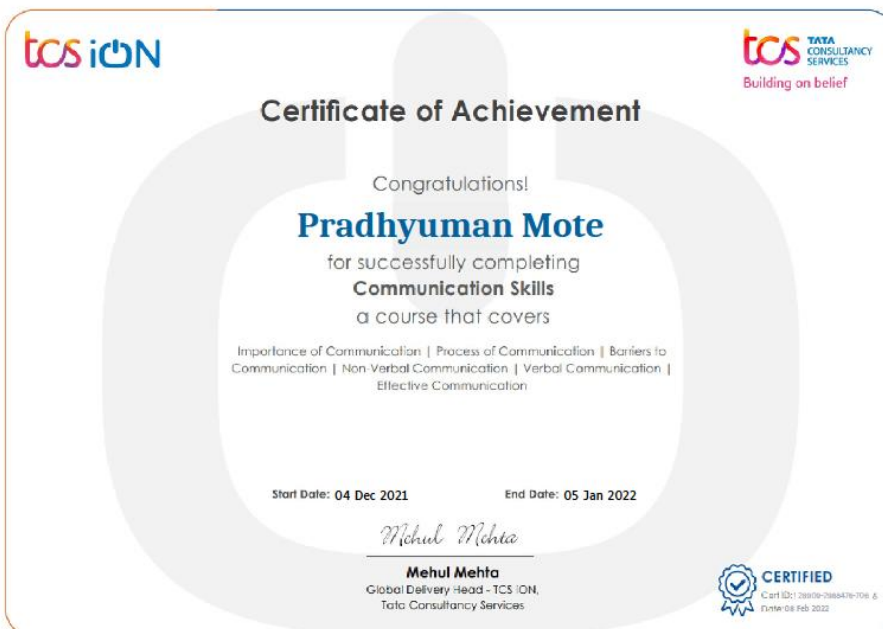 tcs iON
tcs TATA
CONSULTANCY
SERVICES
Building on belief
Certificate of Achievement
Congratulations!
Pradhyuman Mote
for successfully completing
Communication Skills
a course that covers
Importance of Communication | Process of Communication | Barriers to
Communication | Non-Verbal Communication | Verbal Communication |
Effective Communication
Start Date: 04 Dec 2021 End Date: 05 Jan 2022
Mehul Mehta
Mehul Mehta
Global Delivery Head - TCS iON,
Tata Consultancy Services
CERTIFIED
Cert ID:
Date: 08 Feb 2022